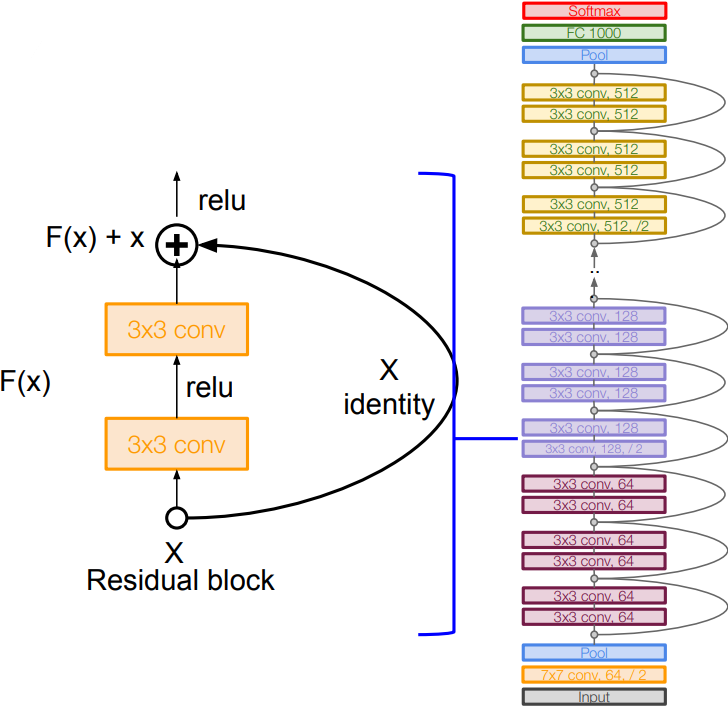 relu
F(x) + x
3x3 conv
F(x)
relu
X
identity
3x3 conv
X
Residual block
Softmax
FC 1000
Pool
3x3 conv, 512
3x3 conv, 512
3x3 conv, 512
3x3 conv, 512
3x3 conv, 512
3x3 conv, 512, /2
..
3x3 conv, 128
3x3 conv, 128
3x3 conv, 128
3x3 conv, 128
3x3 conv, 128
3x3 conv, 128, / 2
3x3 conv, 64
3x3 conv, 64
3x3 conv, 64
3x3 conv, 64
3x3 conv, 64
3x3 conv, 64
Pool
7x7 conv, 64, / 2
Input